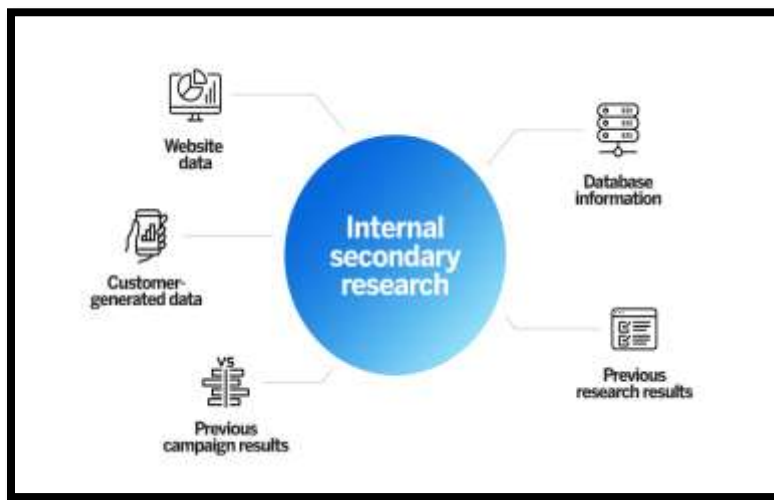 Website
data
Database
information
Internal
secondary
research
Customer-
generated data
VS
Previous
campaign results
Previous
research results